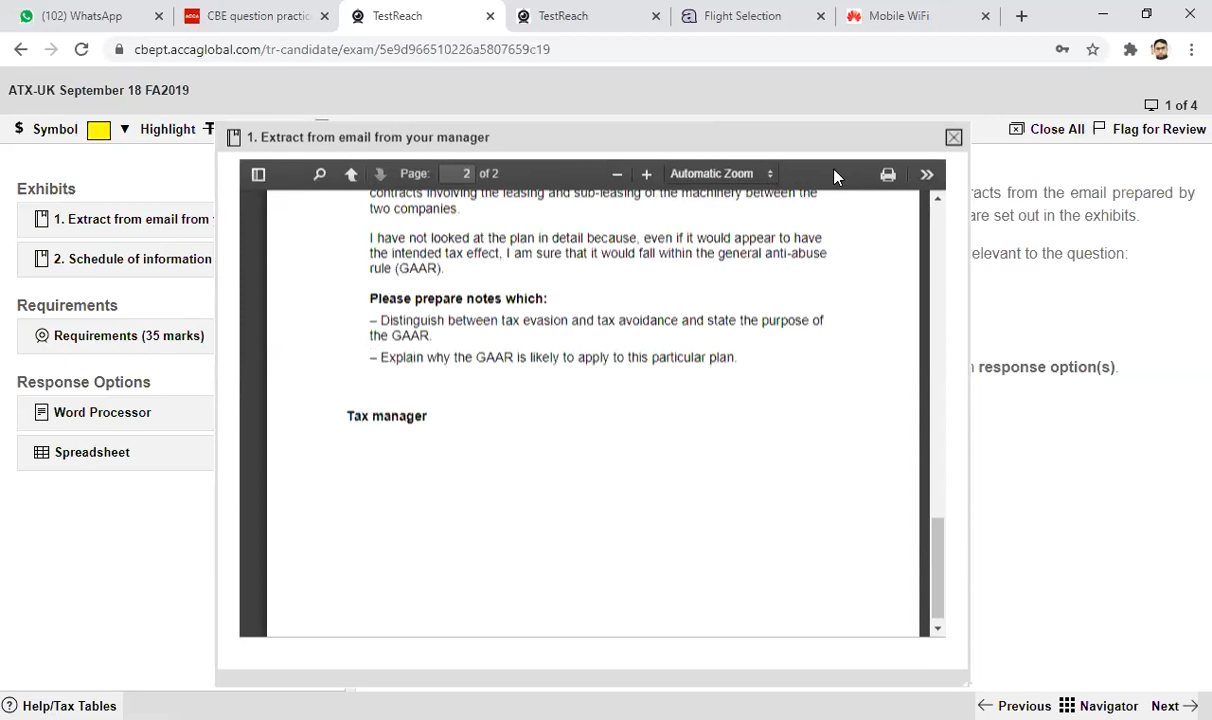 (102) WhatsApp
CBE question practic
TestReach
TestReach
Flight Selection
Mobile WiFi
cbept.accaglobal.com/tr-candidate/exam/5e9d966510226a5807659c19
ATX-UK September 18 FA2019
1 of 4
$ Symbol
Highlight
Close All
Flag for Review
1. Extract from email from your manager
Page: 2 of 2
Automatic Zoom
Exhibits
1. Extract from email from
2. Schedule of information
Requirements
Requirements (35 marks)
Response Options
Word Processor
Spreadsheet
contracts involving the leasing and sub-leasing of the machinery between the
two companies.
I have not looked at the plan in detail because, even if it would appear to have
the intended tax effect, I am sure that it would fall within the general anti-abuse
rule (GAAR).
Please prepare notes which:
– Distinguish between tax evasion and tax avoidance and state the purpose of
the GAAR.
– Explain why the GAAR is likely to apply to this particular plan.
Tax manager
racts from the email prepared by
are set out in the exhibits.
elevant to the question:
response option(s).
Help/Tax Tables
Previous
Navigator
Next